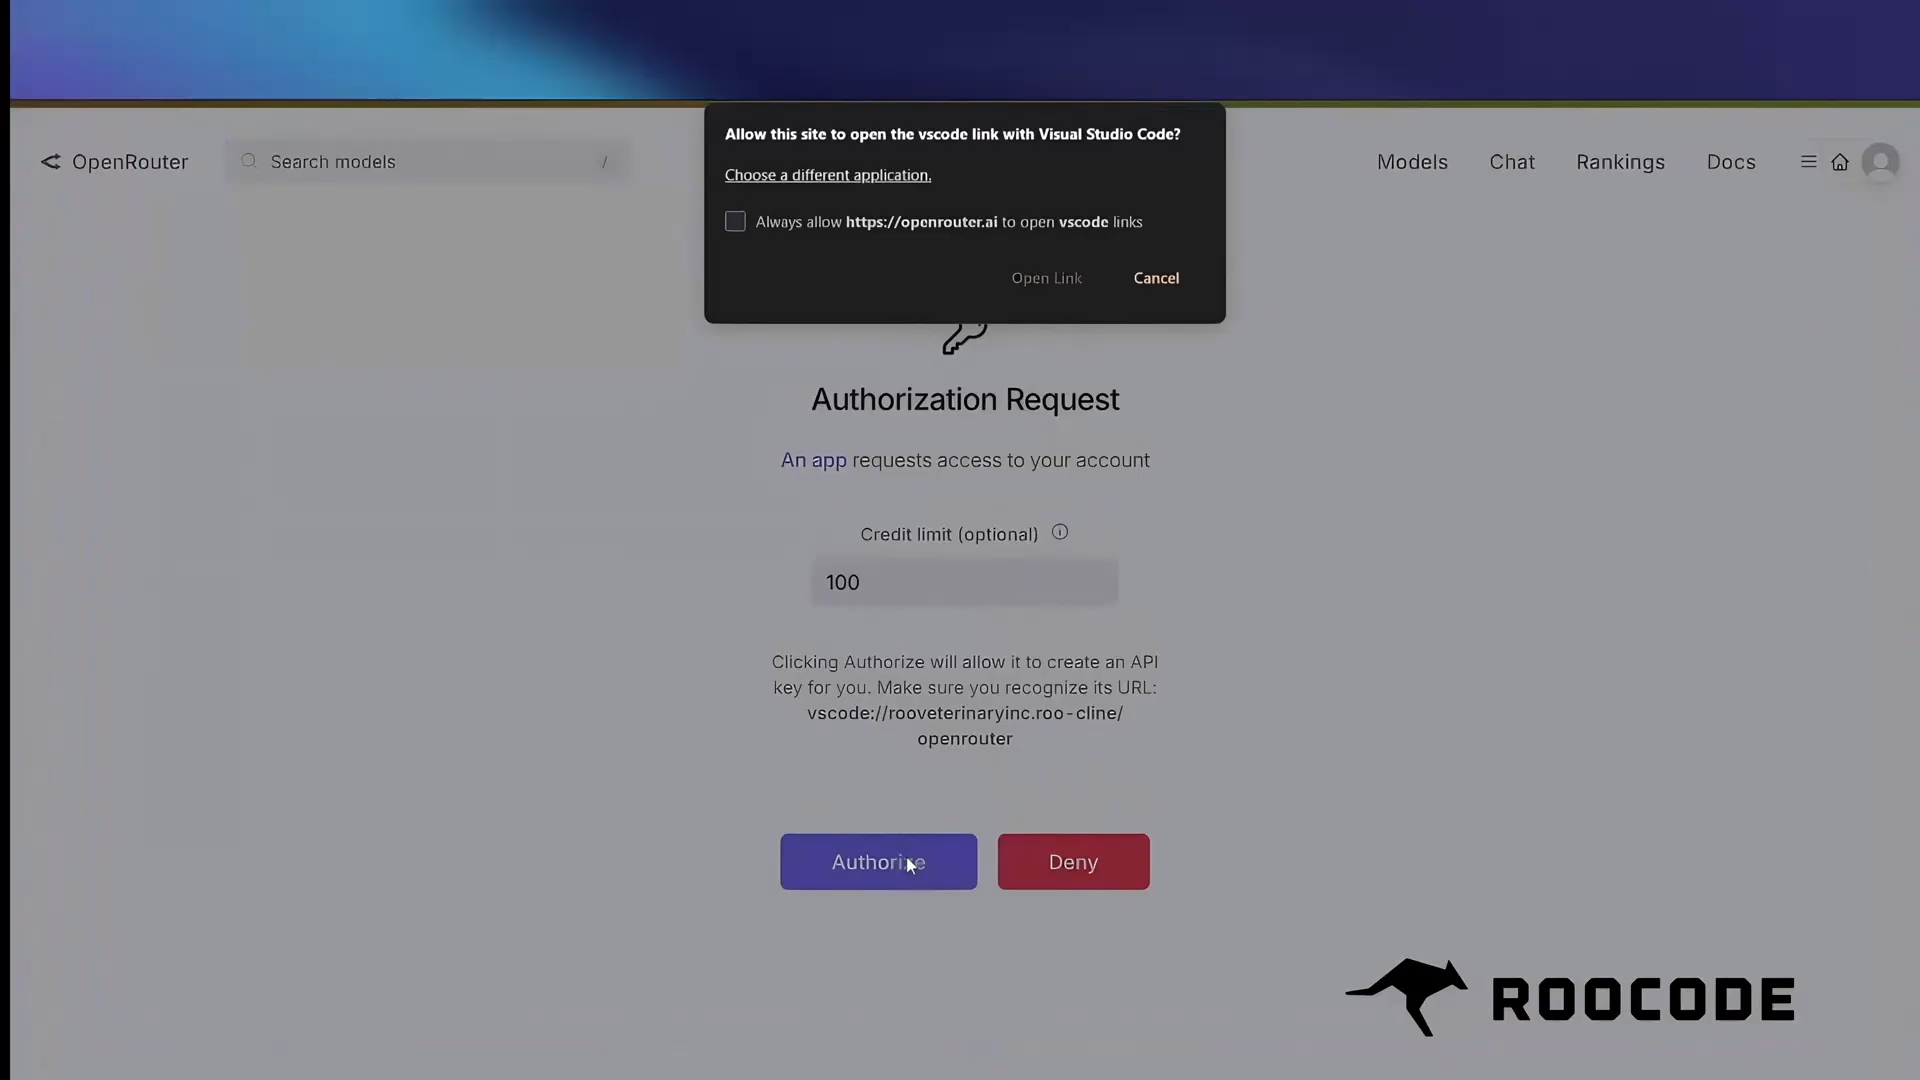 Allow this site to open the vscode link with Visual Studio Code?
Choose a different application.
Always allow https://openrouter.ai to open vscode links
Open Link
Cancel
OpenRouter
Search models
/
Models
Chat
Rankings
Docs
Authorization Request
An app requests access to your account
Credit limit (optional)
100
Clicking Authorize will allow it to create an API
key for you. Make sure you recognize its URL:
vscode://rooveterinaryinc.roo-cline/
openrouter
Authorize
Deny
ROOCODE